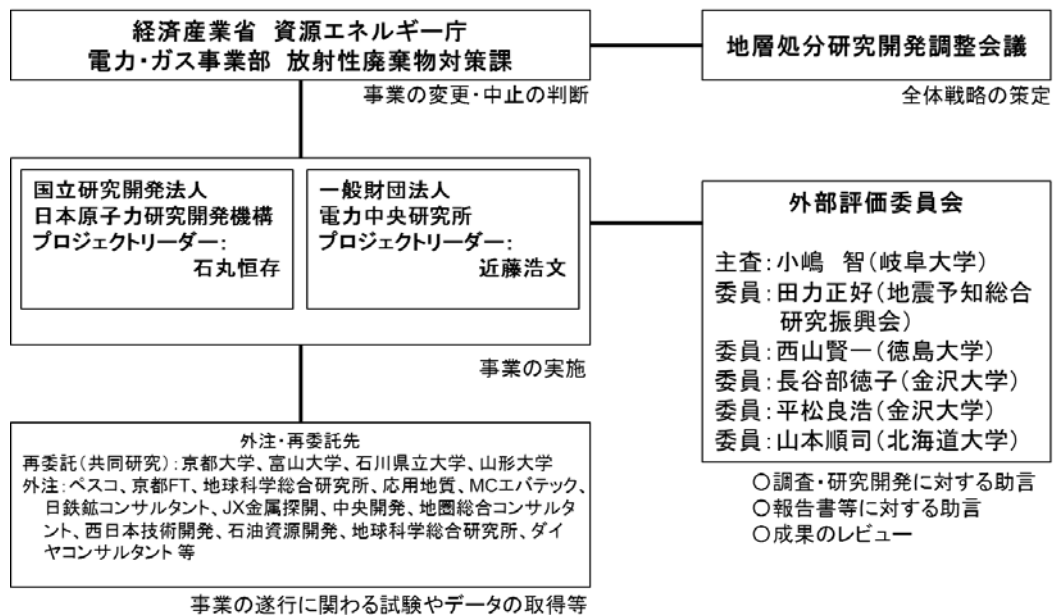 経済産業省 資源エネルギー庁
電力・ガス事業部 放射性廃棄物対策課
事業の変更・中止の判断
地層処分研究開発調整会議
全体戦略の策定
国立研究開発法人
日本原子力研究開発機構
プロジェクトリーダー：
石丸恒存
一般財団法人
電力中央研究所
プロジェクトリーダー：
近藤浩文
事業の実施
外部評価委員会
主査：小嶋 智（岐阜大学）
委員：田力正好（地震予知総合
研究振興会）
委員：西山賢一（徳島大学）
委員：長谷部徳子（金沢大学）
委員：平松良浩（金沢大学）
委員：山本順司（北海道大学）
○調査・研究開発に対する助言
○報告書等に対する助言
○成果のレビュー
外注・再委託先
再委託（共同研究）：京都大学、富山大学、石川県立大学、山形大学
外注：ペスコ、京都FT、地球科学総合研究所、応用地質、MCエバテック、
日鉄鉱コンサルタント、JX金属探開、中央開発、地圏総合コンサルタ
ント、西日本技術開発、石油資源開発、地球科学総合研究所、ダイ
ヤコンサルタント 等
事業の遂行に関わる試験やデータの取得等